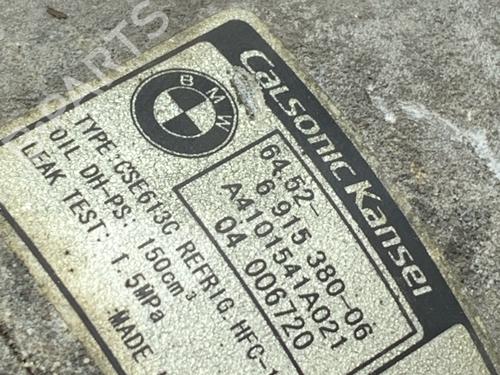 PARTS
Calsonic Kansei
BMW
64.52-
6 915 380-06
A4101541A021
04 006720
TYPE: CSE613C REFRIG. HFC-1
OIL DH-PS: 150cm³
LEAK TEST: 1.5MPa
MADE